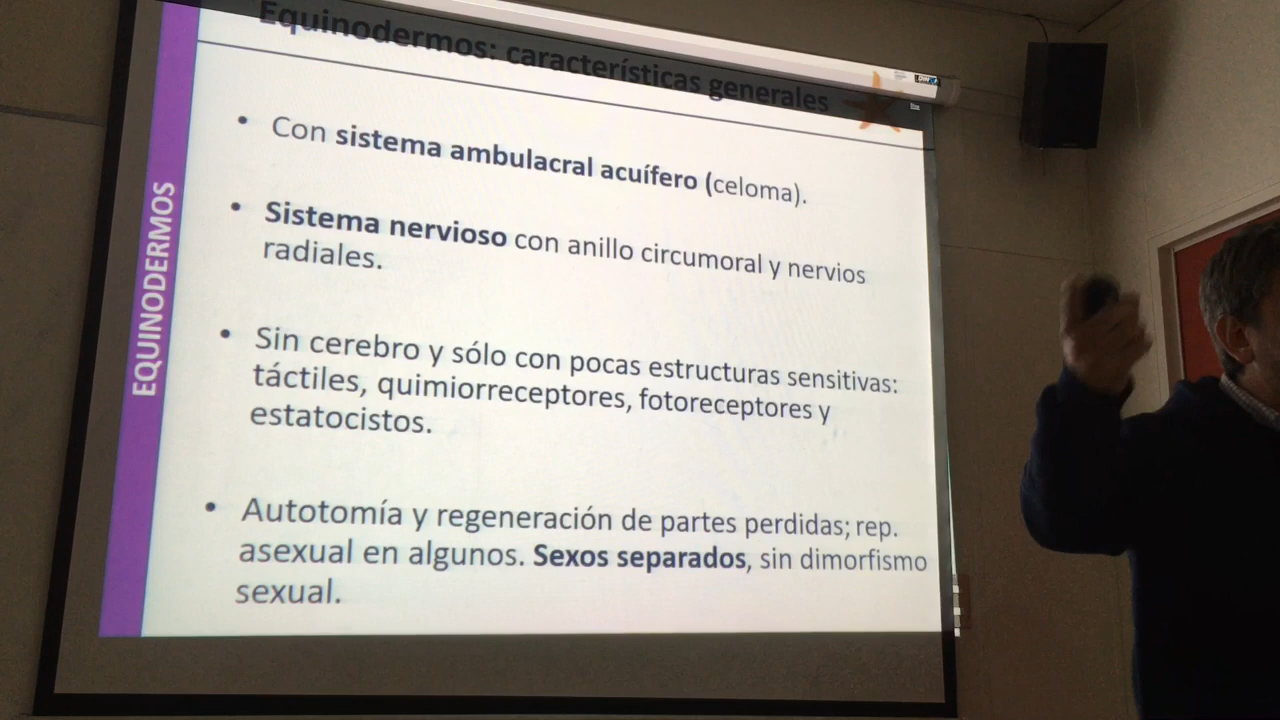 Equinodermos: características generales
• Con sistema ambulacral acuífero (celoma).
• Sistema nervioso con anillo circumoral y nervios
radiales.
• Sin cerebro y sólo con pocas estructuras sensitivas:
táctiles, quimiorreceptores, fotoreceptores y
estatocistos.
• Autotomía y regeneración de partes perdidas; rep.
asexual en algunos. Sexos separados, sin dimorfismo
sexual.
EQUINODERMOS